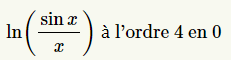 ln(sin x / x) à l'ordre 4 en 0